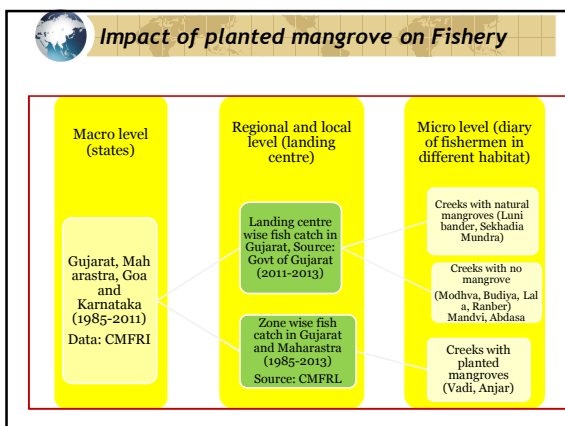 Impact of planted mangrove on Fishery
Macro level
(states)
Gujarat, Mah
arastra, Goa
and
Karnataka
(1985-2011)
Data: CMFRI
Regional and local
level (landing
centre)
Landing centre
wise fish catch in
Gujarat, Source:
Govt of Gujarat
(2011-2013)
Zone wise fish
catch in Gujarat
and Maharastra
(1985-2013)
Source: CMFRL
Micro level (diary
of fishermen in
different habitat)
Creeks with natural
mangroves (Luni
bander, Sekhadia
Mundra)
Creeks with no
mangrove
(Modhva, Budiya, Lal
a, Ranber)
Mandvi, Abdasa
Creeks with
planted
mangroves
(Vadi, Anjar)